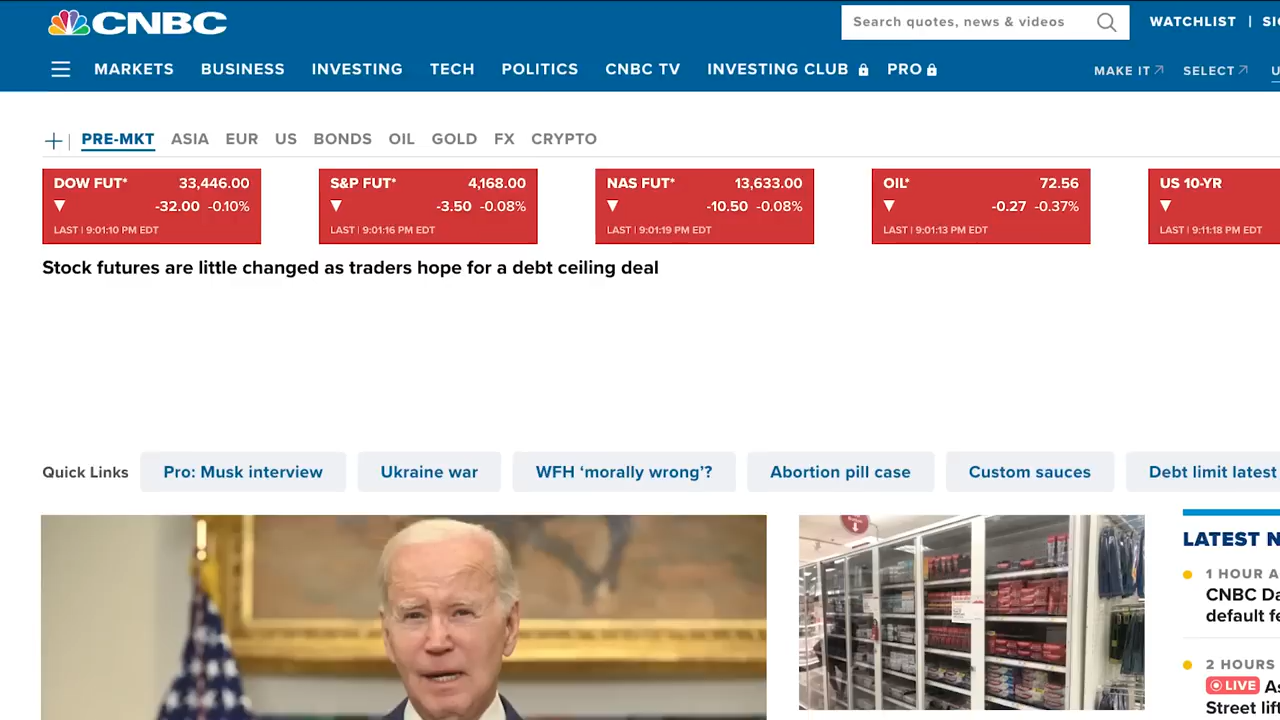 CNBC
Search quotes, news & videos
WATCHLIST | SI
MARKETS BUSINESS INVESTING TECH POLITICS CNBC TV INVESTING CLUB PRO
MAKE IT SELECT U
PRE-MKT ASIA EUR US BONDS OIL GOLD FX CRYPTO
DOW FUT* 33,446.00
-32.00 -0.10%
LAST | 9:01:10 PM EDT
S&P FUT* 4,168.00
-3.50 -0.08%
LAST | 9:01:16 PM EDT
NAS FUT* 13,633.00
-10.50 -0.08%
LAST | 9:01:19 PM EDT
OIL* 72.56
-0.27 -0.37%
LAST | 9:01:13 PM EDT
US 10-YR
LAST | 9:11:18 PM EDT
Stock futures are little changed as traders hope for a debt ceiling deal
Quick Links
Pro: Musk interview
Ukraine war
WFH ‘morally wrong’?
Abortion pill case
Custom sauces
Debt limit latest
LATEST N
1 HOUR A
CNBC Da
default fe
2 HOURS
LIVE As
Street lift